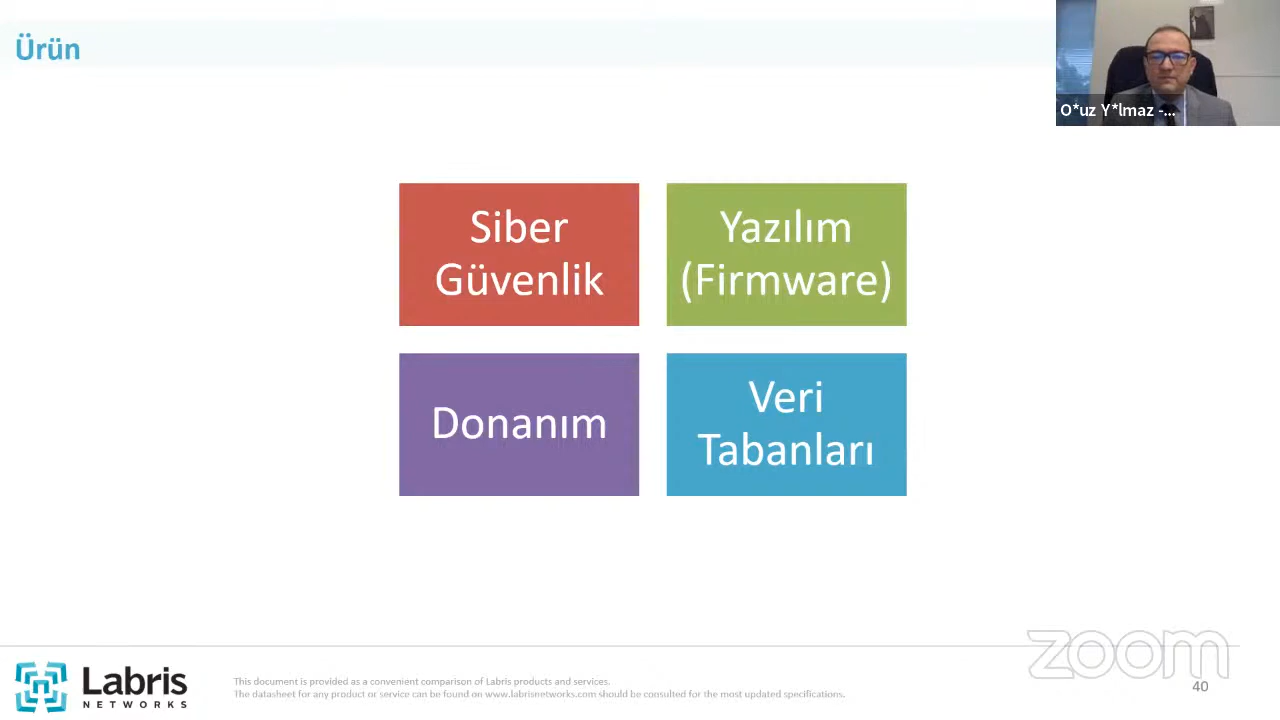 Ürün
O*uz Y*lmaz -...
Siber
Güvenlik
Yazılım
(Firmware)
Donanım
Veri
Tabanları
zoom
Labris
NETWORKS
This document is provided as a convenient comparison of Labris products and services.
The datasheet for any product or service can be found on www.labrisnetworks.com should be consulted for the most updated specifications.
40